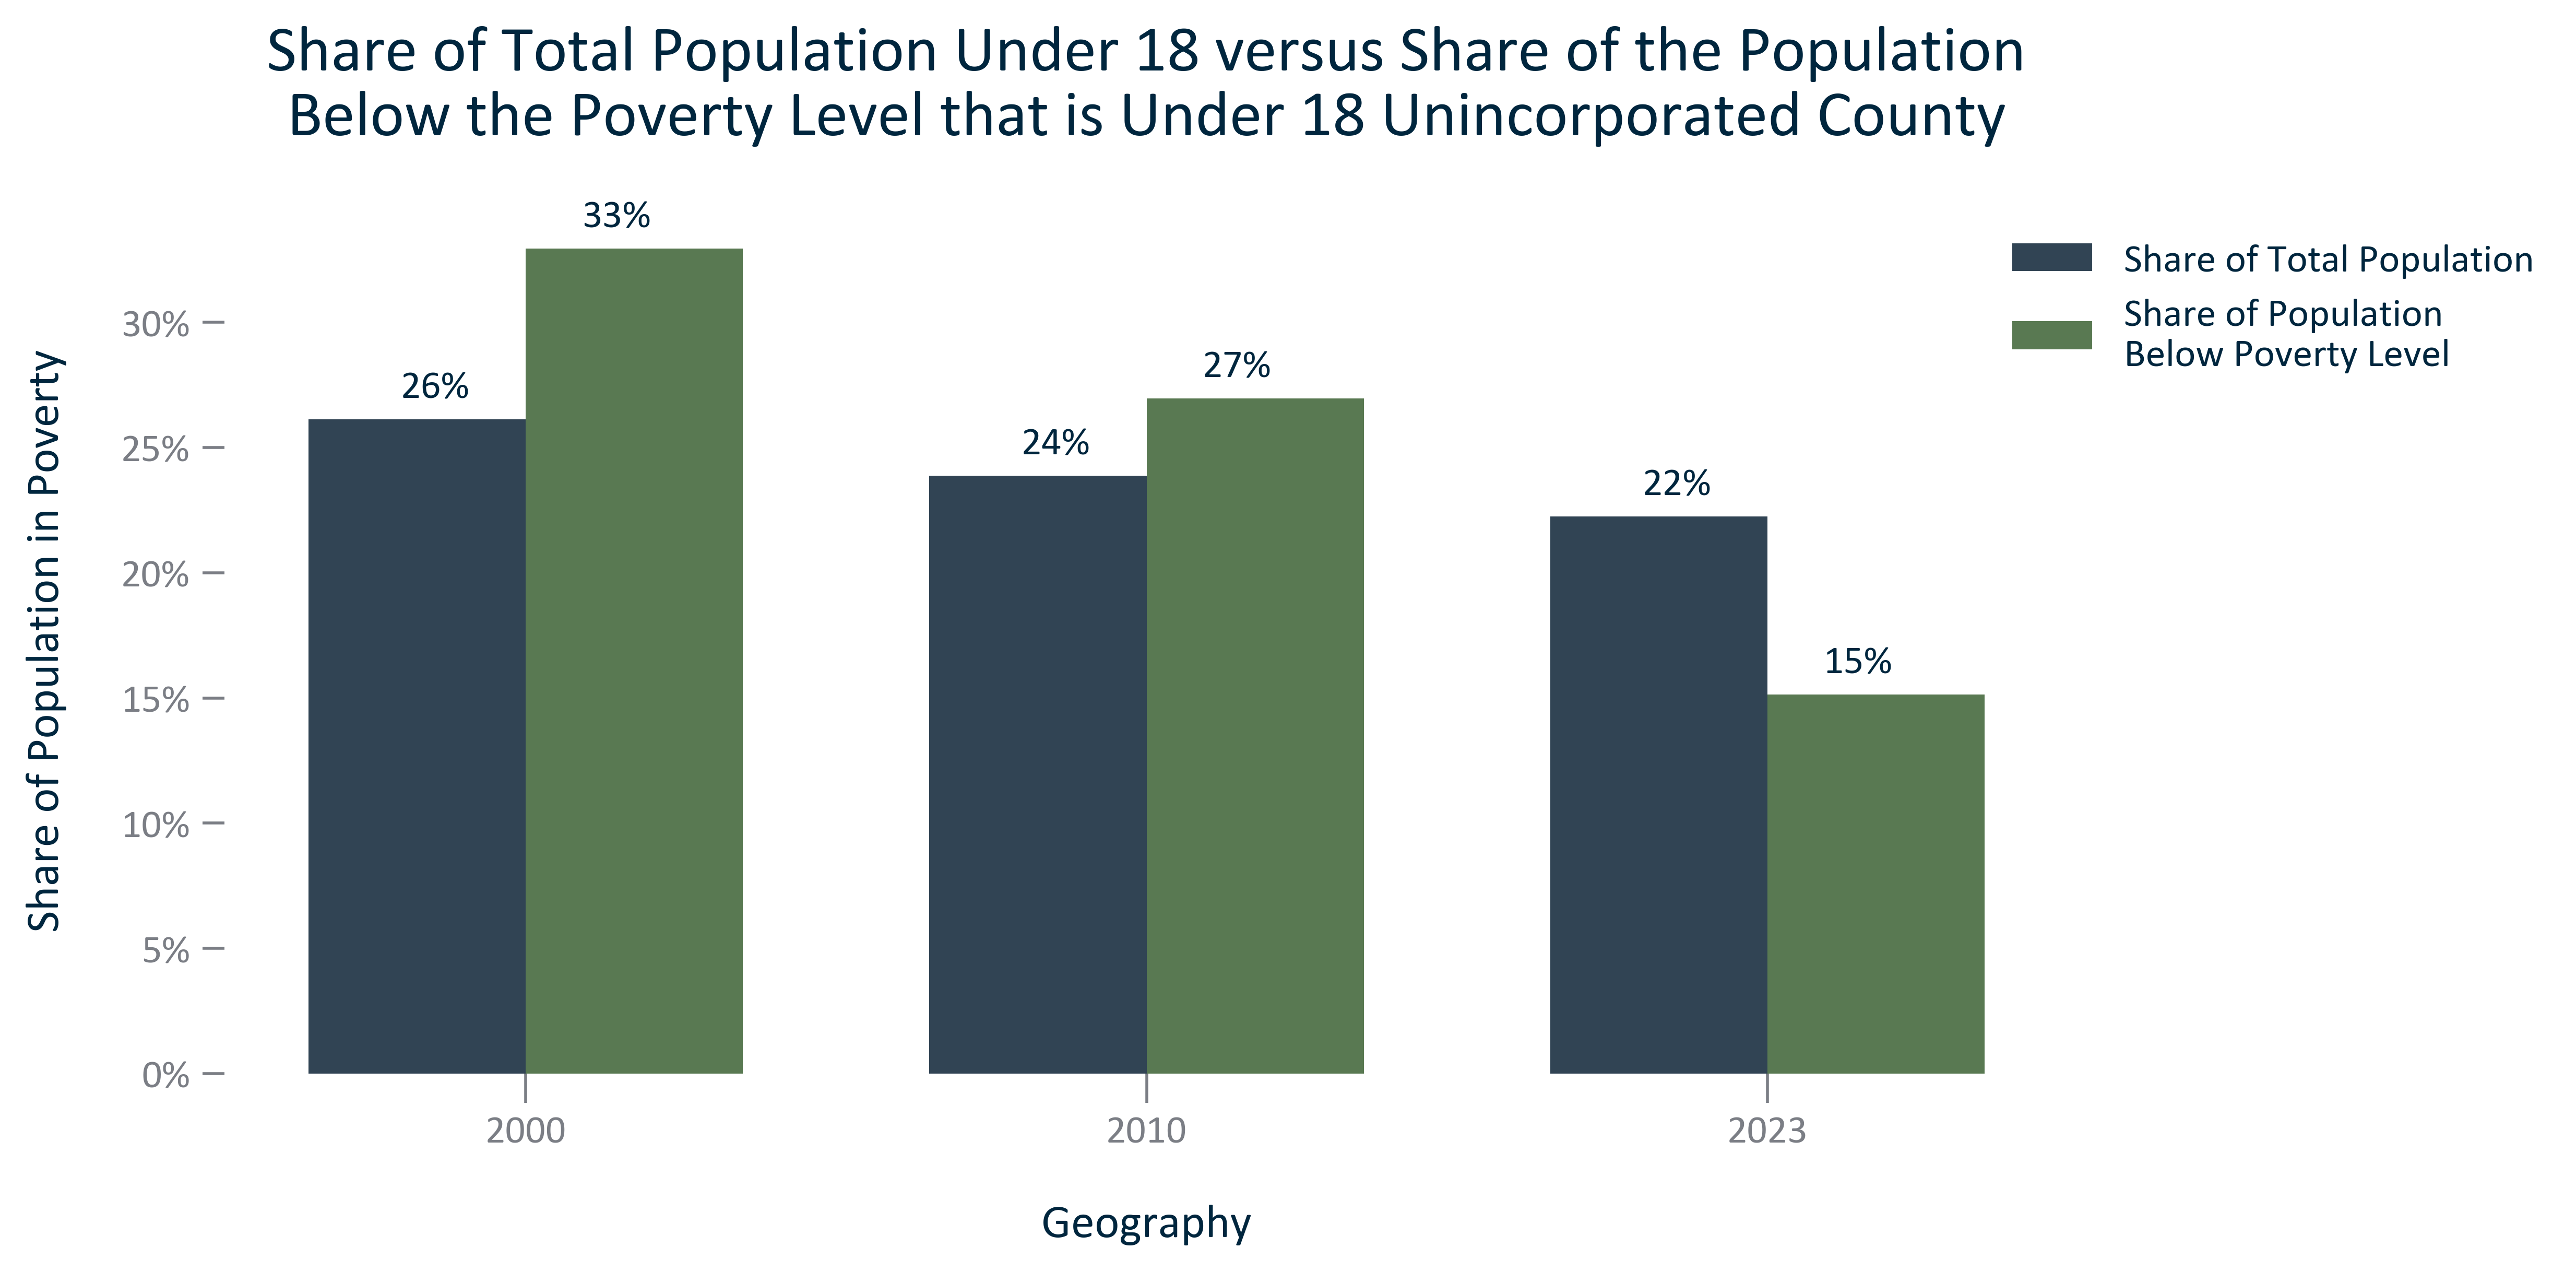 Share of Total Population Under 18 versus Share of the Population
Below the Poverty Level that is Under 18 Unincorporated County
33%
26%
27%
24%
22%
15%
Share of Total Population
Share of Population
Below Poverty Level
Share of Population in Poverty
30%
25%
20%
15%
10%
5%
0%
2000
2010
2023
Geography